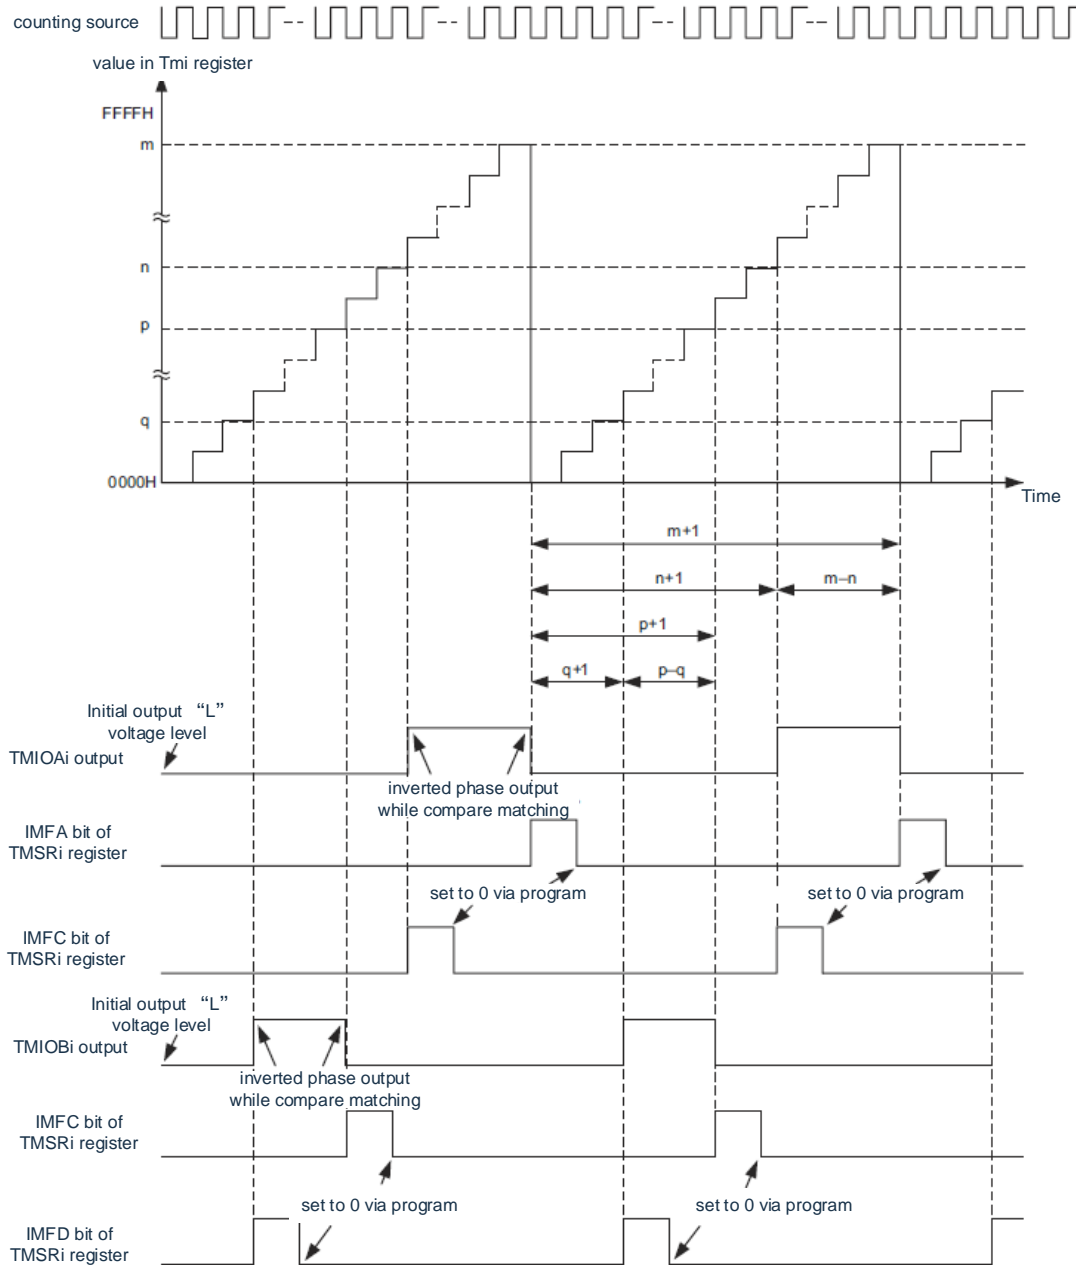 counting source
value in Tmi register
FFFFH
m
n
p
q
0000H
Time
m+1
n+1
m–n
p+1
q+1
p–q
Initial output “L”
voltage level
TMIOAi output
inverted phase output
while compare matching
IMFA bit of
TMSRi register
set to 0 via program
set to 0 via program
IMFC bit of
TMSRi register
Initial output “L”
voltage level
TMIOBi output
inverted phase output
while compare matching
IMFC bit of
TMSRi register
set to 0 via program
set to 0 via program
IMFD bit of
TMSRi register